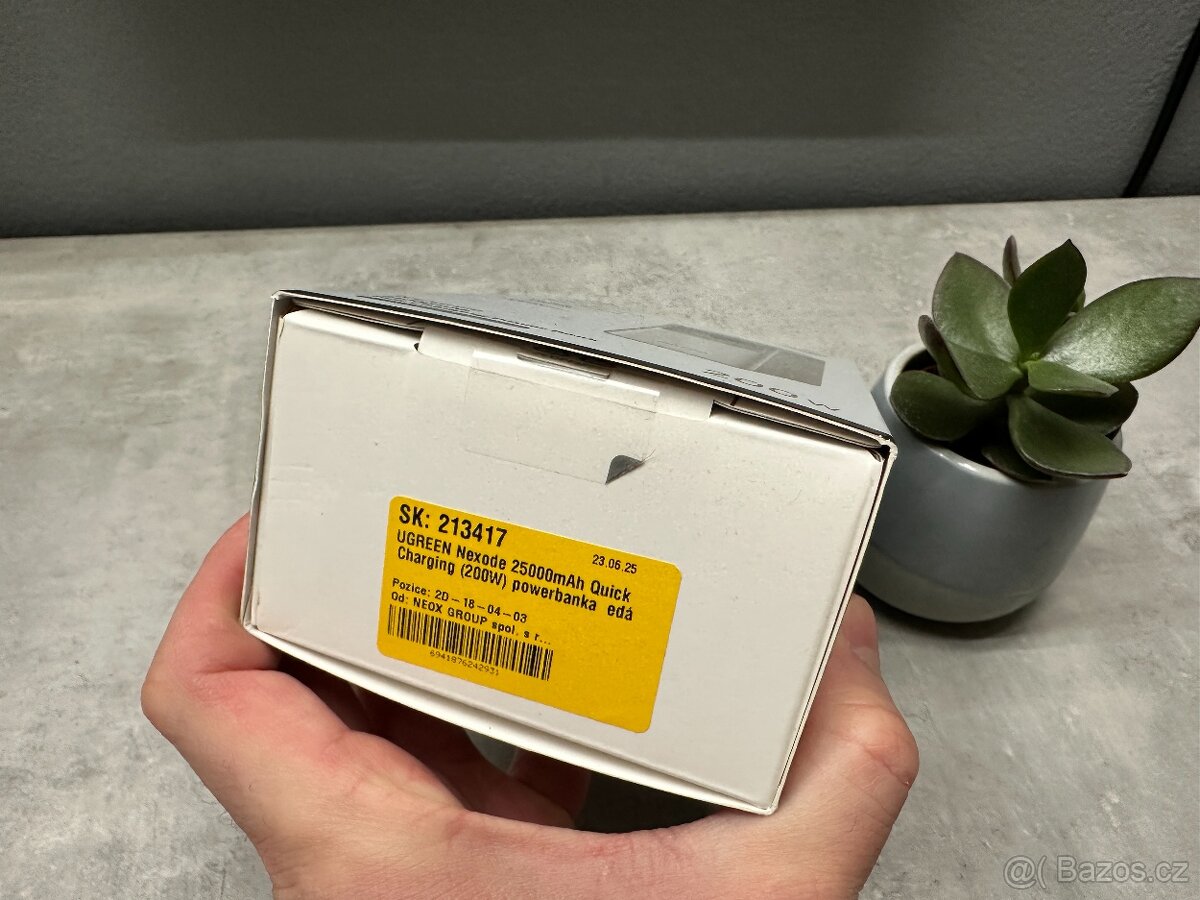 200W
SK: 213417
23.06.25
UGREEN Nexode 25000mAh Quick
Charging (200W) powerbanka edá
Pozice: 2D-18-04-03
Od: NEOX GROUP spol. s r...
6941876242931
@( Bazos.cz